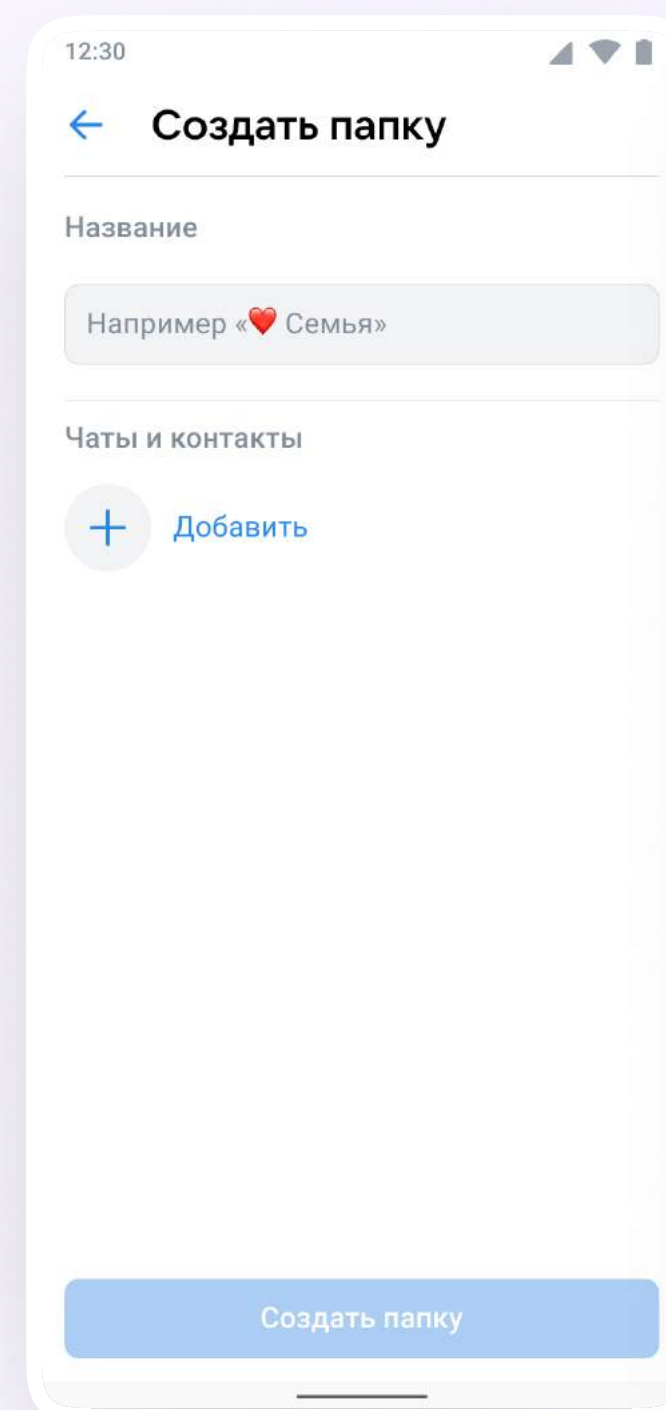 12:30
Создать папку
Название
Например «❤️ Семья»
Чаты и контакты
Добавить
Создать папку